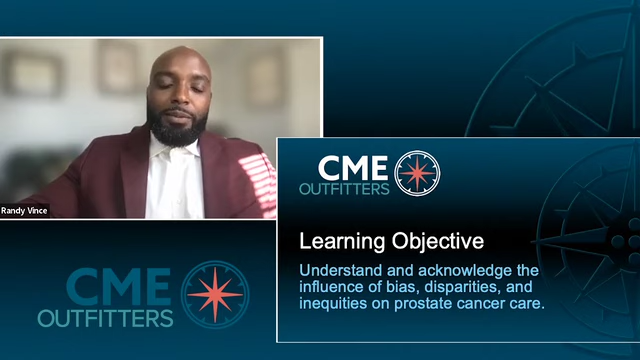 Randy Vince
CME
OUTFITTERS
CME
OUTFITTERS
Learning Objective
Understand and acknowledge the
influence of bias, disparities, and
inequities on prostate cancer care.